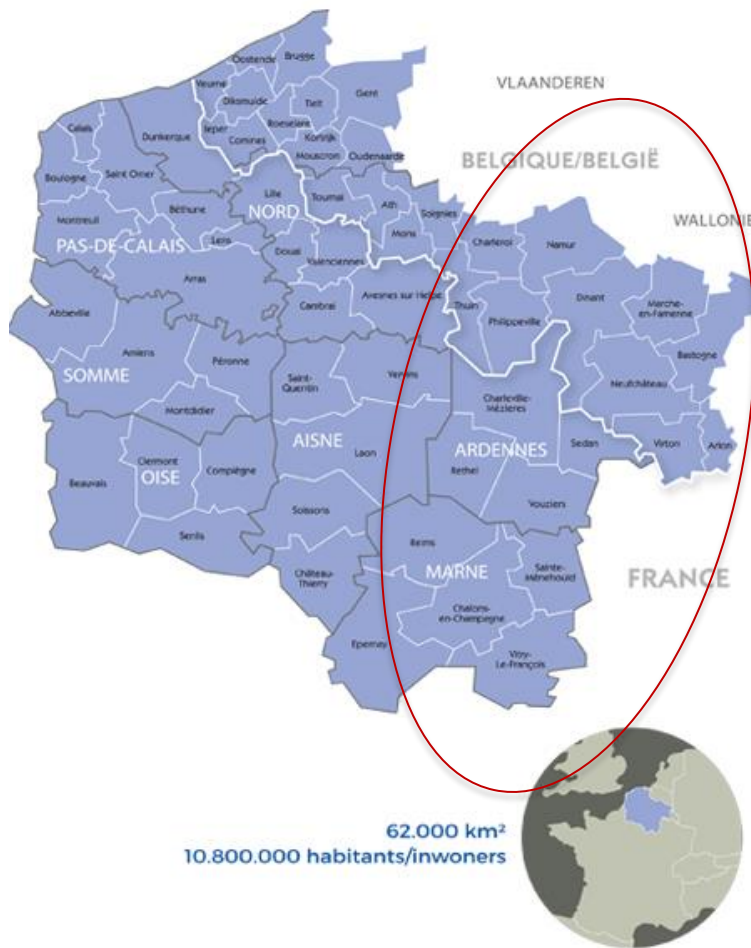 Oostende
Brugge
Veurne
Gent
VLAANDEREN
Diksmuide
Tielt
Calais
Dunkerque
Ieper
Roeselare
Kortrijk
Comines
Mouscron
Oudenaarde
BELGIQUE/BELGIË
Boulogne
Saint Omer
Lille
NORD
Tournai
Ath
Soignies
Mons
WALLONIE
Montreuil
Béthune
PAS-DE-CALAIS
Lens
Douai
Valenciennes
Charleroi
Namur
Arras
Cambrai
Avesnes sur Helpe
Thuin
Philippeville
Dinant
Marche-
en-Famenne
Abbeville
Bastogne
Amiens
Péronne
SOMME
Montdidier
Saint-
Quentin
Vervins
Charleville-
Mézières
Neufchâteau
AISNE
Laon
ARDENNES
Sedan
Virton
Arlon
Beauvais
Clermont
OISE
Compiègne
Rethel
Vouziers
Soissons
Senlis
Reims
MARNE
Sainte-
Ménehould
FRANCE
Château-
Thierry
Chalons-
en-Champagne
Epernay
Vitry-
Le-François
62.000 km²
10.800.000 habitants/inwoners